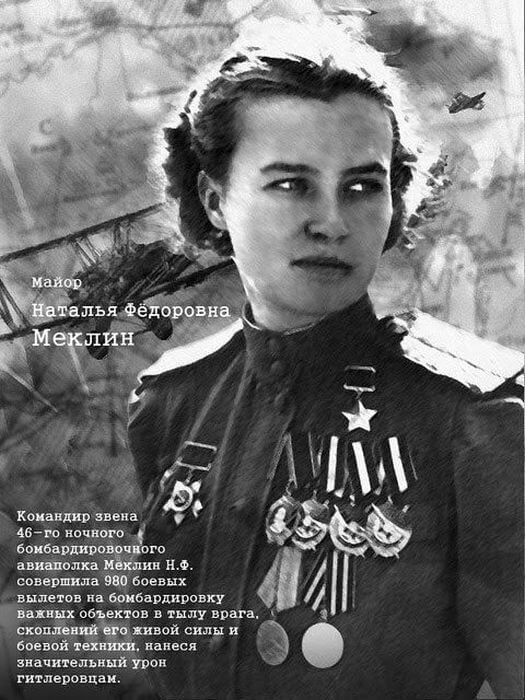 Майор
Наталья Фёдоровна
Меклин
Командир звена
46-го ночного
бомбардировочного
авиаполка Меклин Н.Ф.
совершила 980 боевых
вылетов на бомбардировку
важных объектов в тылу врага,
скоплений его живой силы и
боевой техники, нанеся
значительный урон
гитлеровцам.